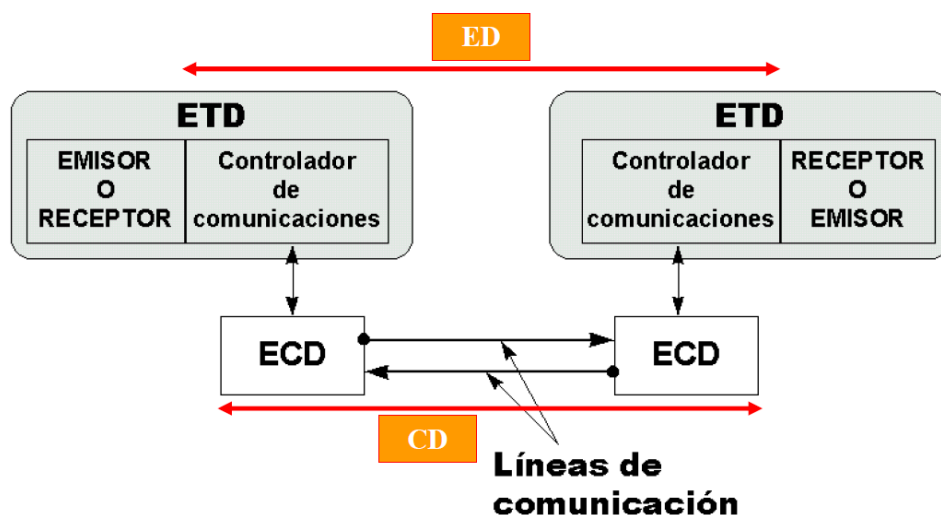 ED
ETD
EMISOR
O
RECEPTOR
Controlador
de
comunicaciones
ETD
Controlador
de
comunicaciones
RECEPTOR
O
EMISOR
ECD
ECD
CD
Líneas de
comunicación